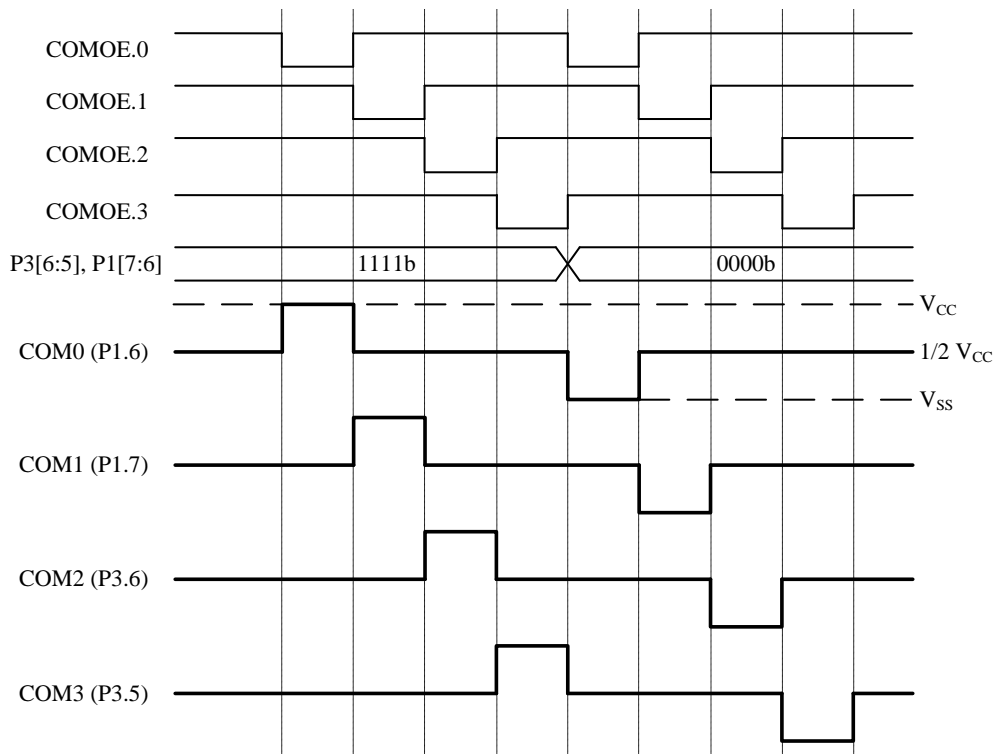 COMOE.0
COMOE.1
COMOE.2
COMOE.3
P3[6:5], P1[7:6] 1111b 0000b
VCC
COM0 (P1.6) 1/2 VCC
VSS
COM1 (P1.7)
COM2 (P3.6)
COM3 (P3.5)